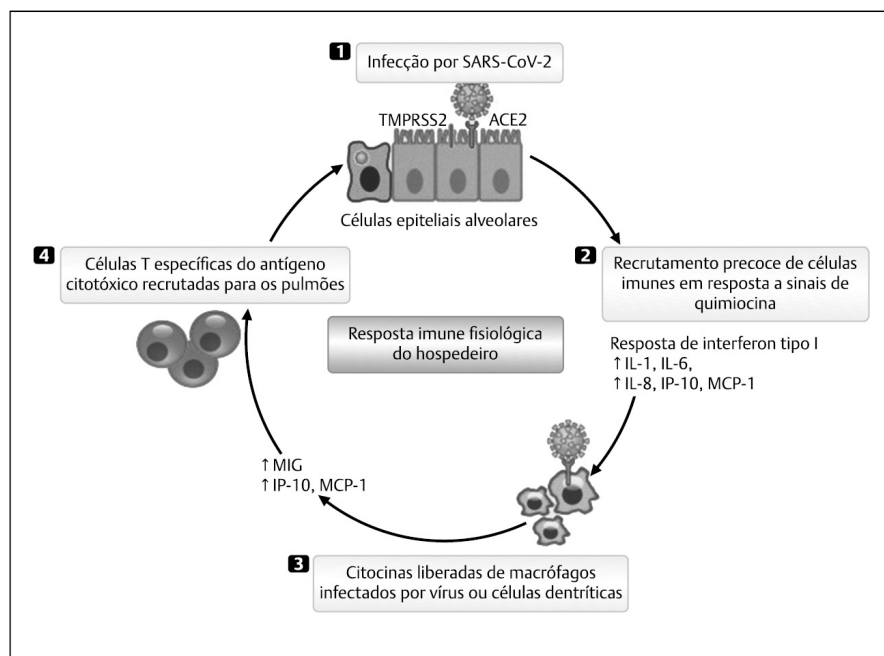 1
Infecção por SARS-CoV-2
TMPRSS2
ACE2
Células epiteliais alveolares
2
Recrutamento precoce de células
imunes em resposta a sinais de
quimiocina
Resposta de interferon tipo I
↑ IL-1, IL-6,
↑ IL-8, IP-10, MCP-1
3
Citocinas liberadas de macrófagos
infectados por vírus ou células dentríticas
↑ MIG
↑ IP-10, MCP-1
4
Células T específicas do antígeno
citotóxico recrutadas para os pulmões
Resposta imune fisiológica
do hospedeiro